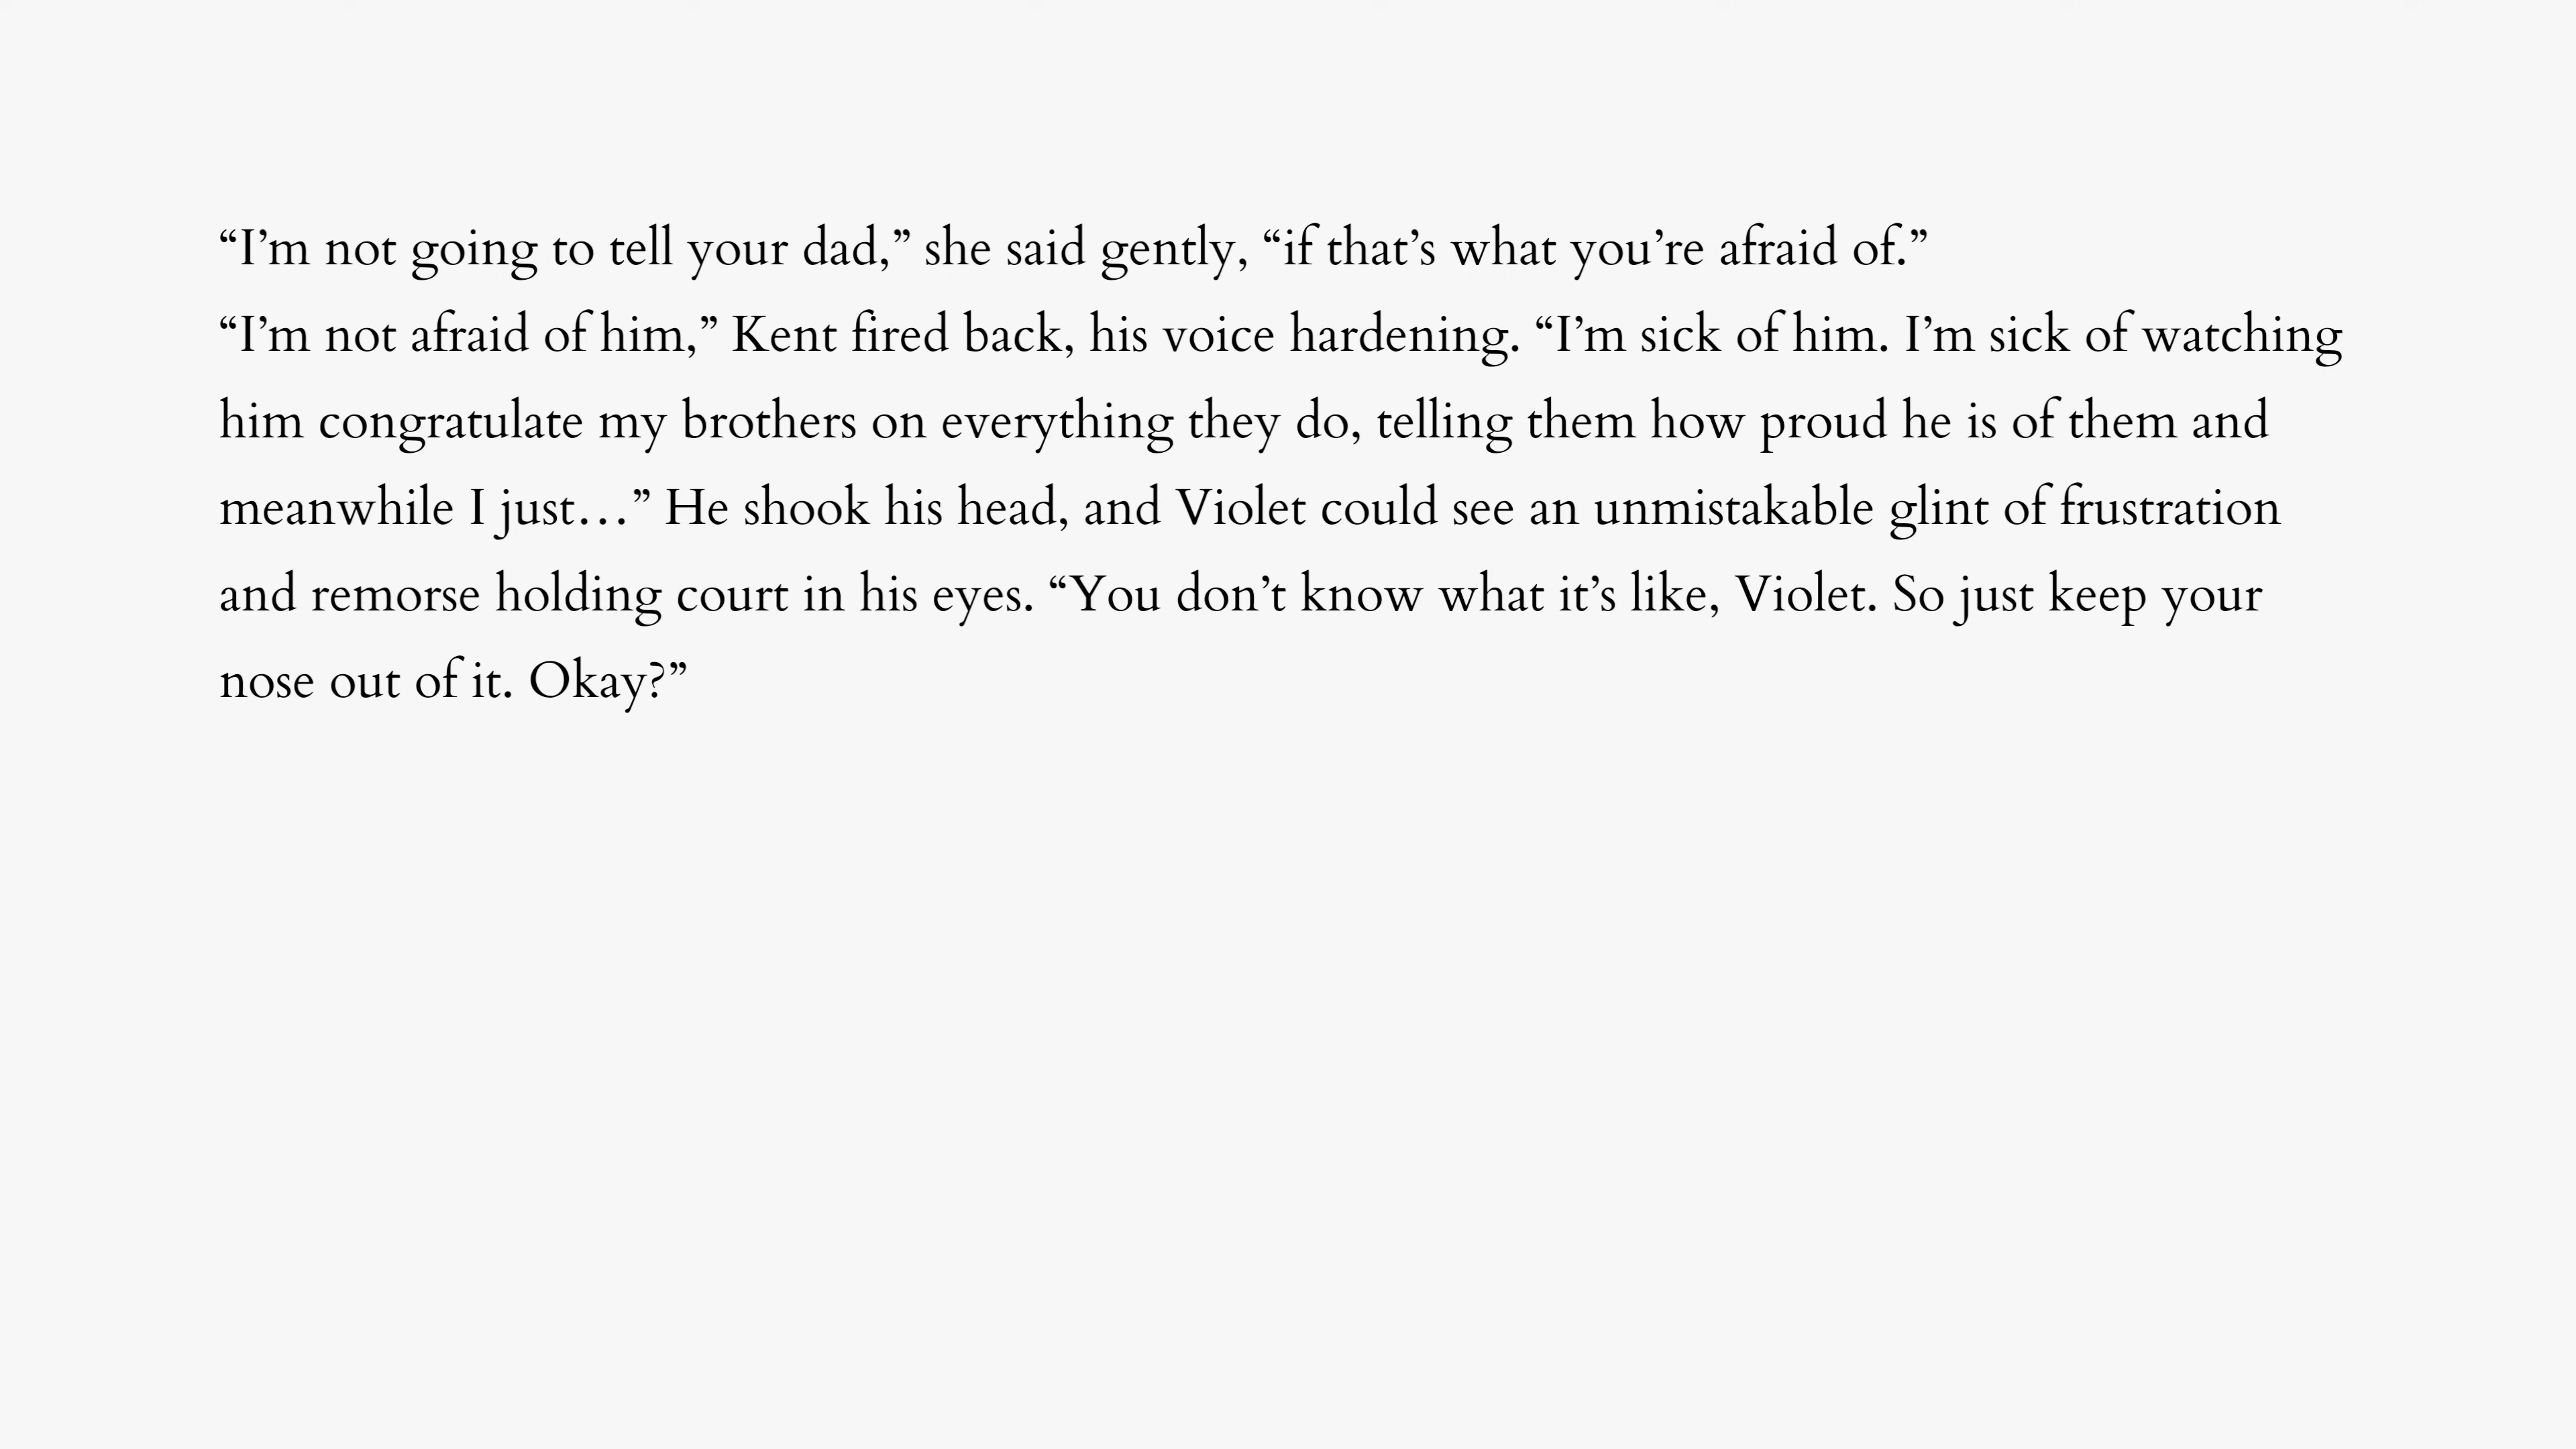 “I’m not going to tell your dad,” she said gently, “if that’s what you’re afraid of.”
“I’m not afraid of him,” Kent fired back, his voice hardening. “I’m sick of him. I’m sick of watching
him congratulate my brothers on everything they do, telling them how proud he is of them and
meanwhile I just…” He shook his head, and Violet could see an unmistakable glint of frustration
and remorse holding court in his eyes. “You don’t know what it’s like, Violet. So just keep your
nose out of it. Okay?”